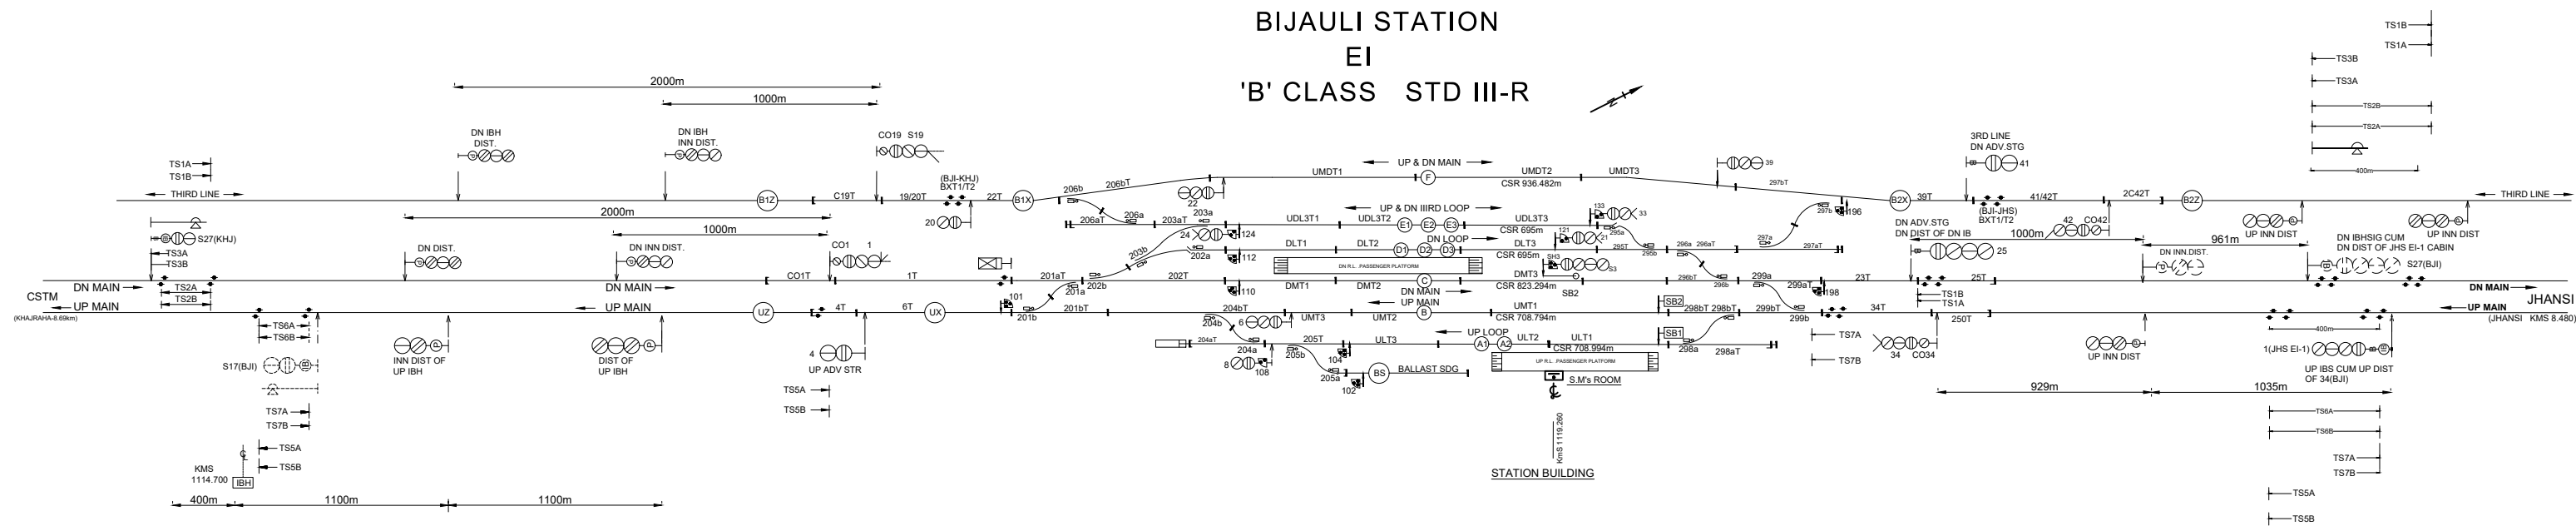 BIJAULI STATION
EI
'B' CLASS STD III-R
N
2000m
1000m
DN IBH
DIST.
P
DN IBH
INN DIST.
P
CO19 S19
TS1A
TS1B
THIRD LINE
B1Z
C19T
19/20T
(BJI-KHJ)
BXT1/T2
22T
B1X
20
206b
206bT
206aT
206a
203aT
203a
22
UMDT1
UP & DN MAIN
F
UMDT2
CSR 936.482m
UMDT3
39
297bT
297b
196
B2X
39T
3RD LINE
DN ADV.STG
41
(BJI-JHS)
BXT1/T2
41/42T
2C42T
B2Z
THIRD LINE
TS1B
TS1A
TS3B
TS3A
TS2B
TS2A
400m
42 CO42
UP INN DIST
P
UP INN DIST
P
S27(KHJ)
TS3A
TS3B
2000m
1000m
DN DIST.
P
DN INN DIST.
P
CO1 1
24
124
203b
202a
UDL3T1
UDL3T2
UP & DN IIIRD LOOP
E1 E2 E3
UDL3T3
CSR 695m
133
33
295a
295b
295T
296a 296aT
297a
297aT
112
DLT1
DLT2
D1 D2 D3
DN LOOP
DLT3
CSR 695m
121
21
SH3
S3
DN R.L. PASSENGER PLATFORM
DN ADV.STG
DN DIST OF DN IB
25
1000m
961m
DN INN.DIST.
P
DN IBHSIG CUM
DN DIST OF JHS EI-1 CABIN
S27(BJI)
CSTM
DN MAIN
TS2A
TS2B
DN MAIN
CO1T
1T
201aT
201a
202b
202T
110
DMT1
DMT2
C
DN MAIN
DMT3
CSR 823.294m
SB2
296bT
296b
299a
299aT
198
23T
25T
TS1B
TS1A
DN MAIN
JHANSI
UP MAIN
(KHAJRAHA-8.69km)
UP MAIN
UZ
4T
6T
UX
101
201b
201bT
204bT
204b
6
UMT3
UMT2
UP MAIN
B
UMT1
CSR 708.794m
SB2
298bT 298bT
299bT
299b
34T
250T
UP MAIN
(JHANSI KMS 8.480)
TS6A
TS6B
INN DIST OF
UP IBH
P
DIST OF
UP IBH
P
4
UP ADV STR
204aT
204a
8
108
205T
205b
205a
104
102
ULT3
UP LOOP
A1 A2
ULT2
ULT1
CSR 708.994m
SB1
298a
298aT
BS
BALLAST SDG
UP R.L. PASSENGER PLATFORM
S.M's ROOM
TS7A
TS7B
34 CO34
UP INN DIST
P
400m
1(JHS EI-1)
UP IBS CUM UP DIST
OF 34(BJI)
929m
1035m
S17(BJI)
TS7A
TS7B
TS5A
TS5B
TS5A
TS5B
KMS
1114.700
IBH
400m
1100m
1100m
KmS 1119.260
STATION BUILDING
TS6A
TS6B
TS7A
TS7B
TS5A
TS5B